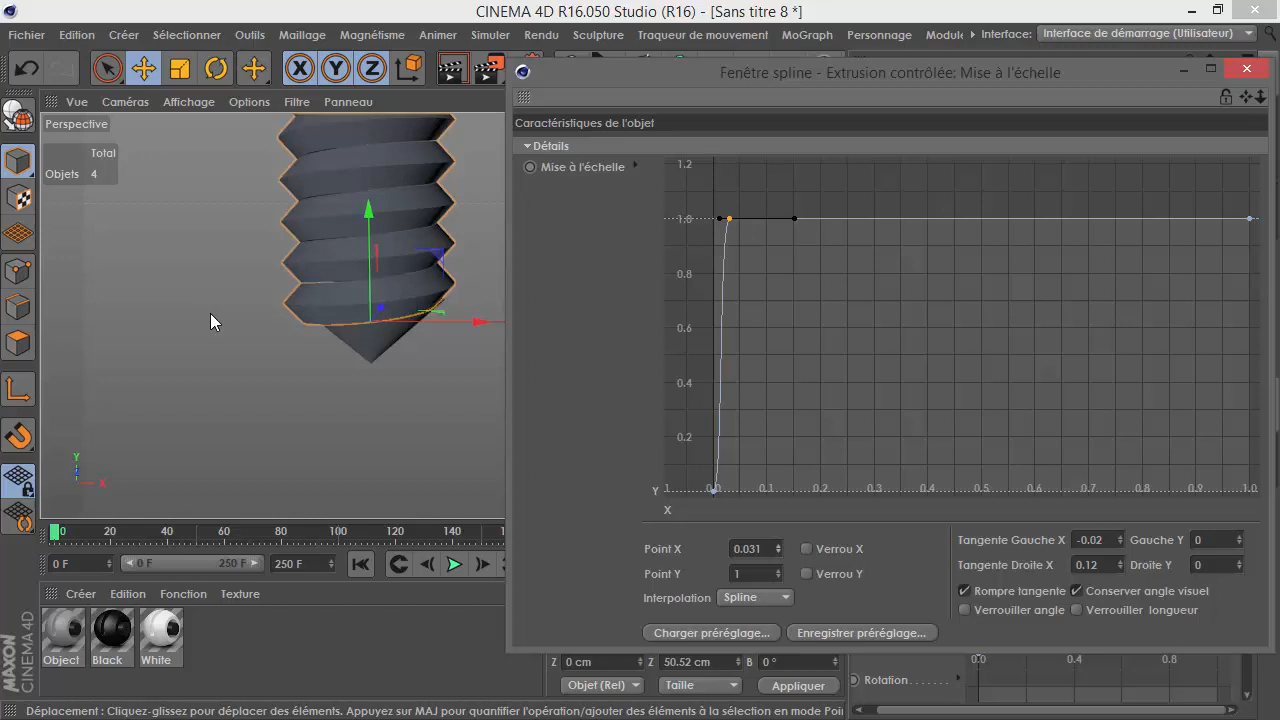 CINEMA 4D R16.050 Studio (R16) - [Sans titre 8 *]
Fichier Edition Créer Sélectionner Outils Maillage Magnétisme Animer Simuler Rendu Sculpture Traqueur de mouvement MoGraph Personnage Module Interface: Interface de démarrage (Utilisateur)
X Y Z
Fenêtre spline - Extrusion contrôlée: Mise à l'échelle
Vue Caméras Affichage Options Filtre Panneau
Perspective
Caractéristiques de l'objet
Total
Détails
Objets 4
Mise à l'échelle
1.2
1.0
0.8
0.6
0.4
0.2
Y 1 0.0 0.1 0.2 0.3 0.4 0.5 0.6 0.7 0.8 0.9 1.0
X
Y
X
0 20 40 60 80 100 120 140
Point X 0.031 Verrou X
Point Y 1 Verrou Y
Interpolation Spline
Tangente Gauche X -0.02 Gauche Y 0
Tangente Droite X 0.12 Droite Y 0
Rompre tangente Conserver angle visuel
Verrouiller angle Verrouiller longueur
0 F 0 F 250 F 250 F
Créer Edition Fonction Texture
Charger préréglage... Enregistrer préréglage...
Object Black White
Z 0 cm Z 50.52 cm B 0 °
Objet (Rel) Taille Appliquer
0.0 0.4 0.8
Rotation . . . . . . .
MAXON
CINEMA 4D
Déplacement : Cliquez-glissez pour déplacer des éléments. Appuyez sur MAJ pour quantifier l'opération/ajouter des éléments à la sélection en mode Poi